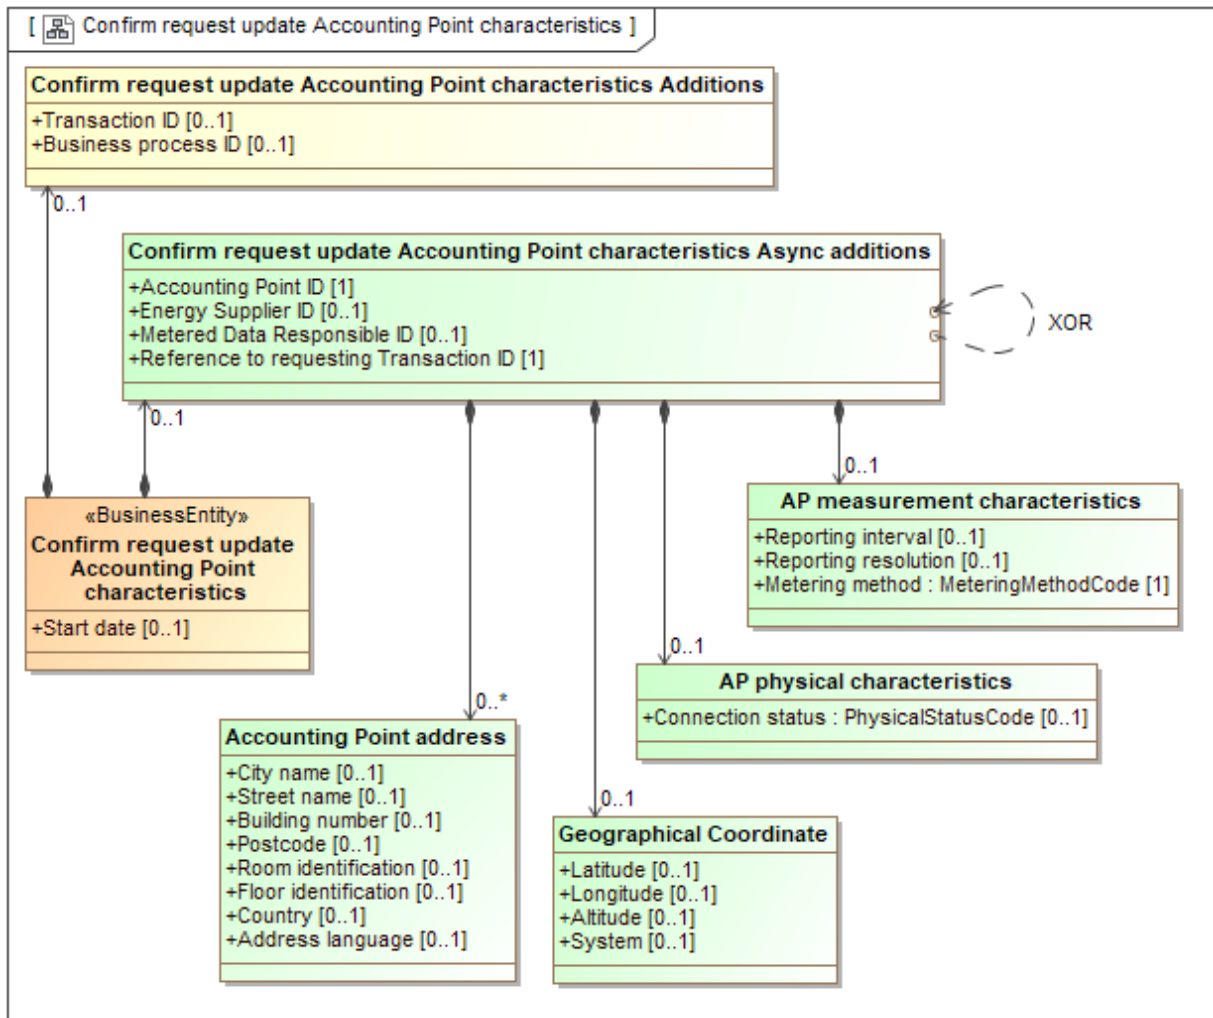 [ Confirm request update Accounting Point characteristics ]
Confirm request update Accounting Point characteristics Additions
+Transaction ID [0..1]
+Business process ID [0..1]
0..1
Confirm request update Accounting Point characteristics Async additions
+Accounting Point ID [1]
+Energy Supplier ID [0..1]
+Metered Data Responsible ID [0..1]
+Reference to requesting Transaction ID [1]
XOR
0..1
0..1
AP measurement characteristics
+Reporting interval [0..1]
+Reporting resolution [0..1]
+Metering method : MeteringMethodCode [1]
«BusinessEntity»
Confirm request update
Accounting Point
characteristics
+Start date [0..1]
0..1
AP physical characteristics
+Connection status : PhysicalStatusCode [0..1]
0..*
Accounting Point address
+City name [0..1]
+Street name [0..1]
+Building number [0..1]
+Postcode [0..1]
+Room identification [0..1]
+Floor identification [0..1]
+Country [0..1]
+Address language [0..1]
0..1
Geographical Coordinate
+Latitude [0..1]
+Longitude [0..1]
+Altitude [0..1]
+System [0..1]